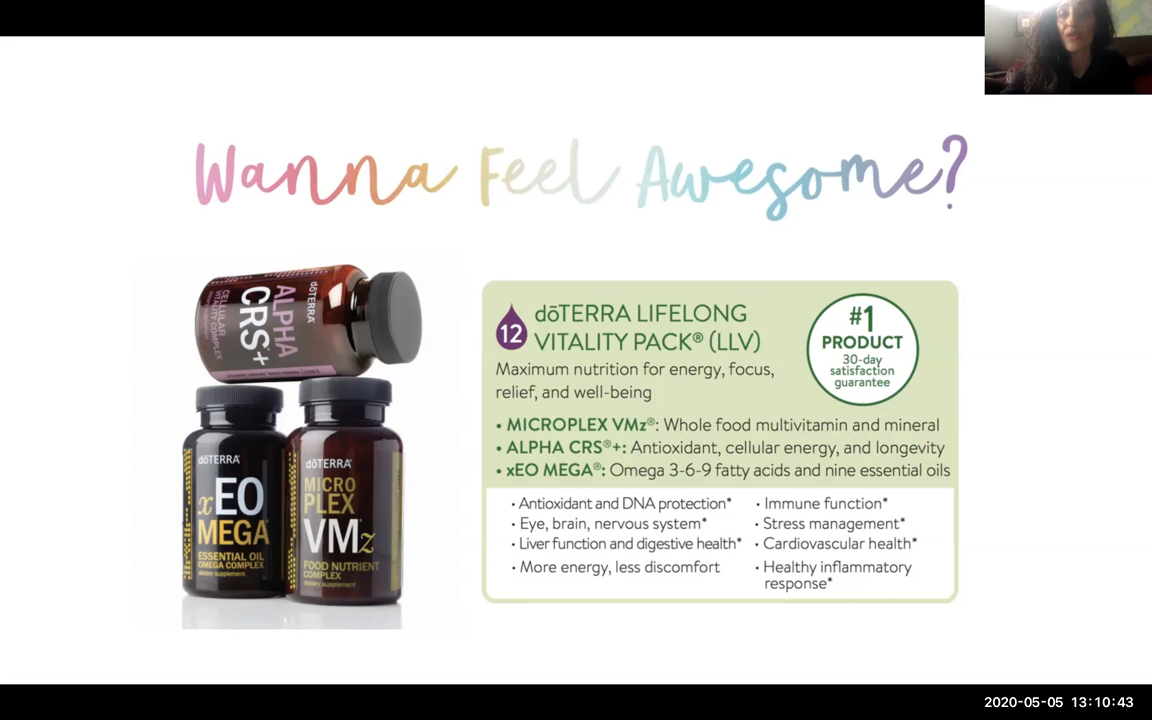 Wanna Feel Awesome?
dōTERRA
ALPHA
CRS+
CELLULAR
VITALITY COMPLEX
dōTERRA
xEO
MEGA
ESSENTIAL OIL
OMEGA COMPLEX
dietary supplement
dōTERRA
MICRO
PLEX
VMz
FOOD NUTRIENT
COMPLEX
dietary supplement
12
dōTERRA LIFELONG
VITALITY PACK® (LLV)
Maximum nutrition for energy, focus,
relief, and well-being
#1
PRODUCT
30-day
satisfaction
guarantee
• MICROPLEX VMz®: Whole food multivitamin and mineral
• ALPHA CRS®+: Antioxidant, cellular energy, and longevity
• xEO MEGA®: Omega 3-6-9 fatty acids and nine essential oils
• Antioxidant and DNA protection*
• Eye, brain, nervous system*
• Liver function and digestive health*
• More energy, less discomfort
• Immune function*
• Stress management*
• Cardiovascular health*
• Healthy inflammatory
response*
2020-05-05 13:10:43